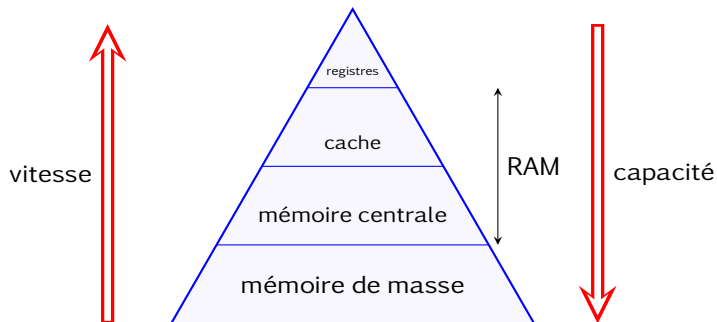 registres
cache
vitesse
RAM
capacité
mémoire centrale
mémoire de masse